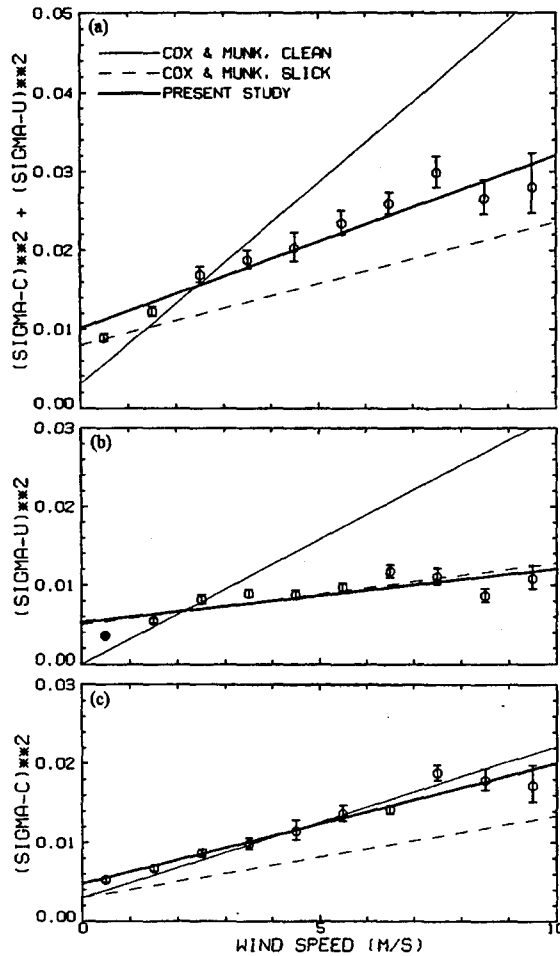 (a)
COX & MUNK, CLEAN
COX & MUNK, SLICK
PRESENT STUDY
0.05
0.04
0.03
0.02
0.01
0.00
(SIGMA-C)**2 + (SIGMA-U)**2
(b)
0.03
0.02
0.01
0.00
(SIGMA-U)**2
(c)
0.03
0.02
0.01
0.00
(SIGMA-C)**2
0
5
10
WIND SPEED (M/S)